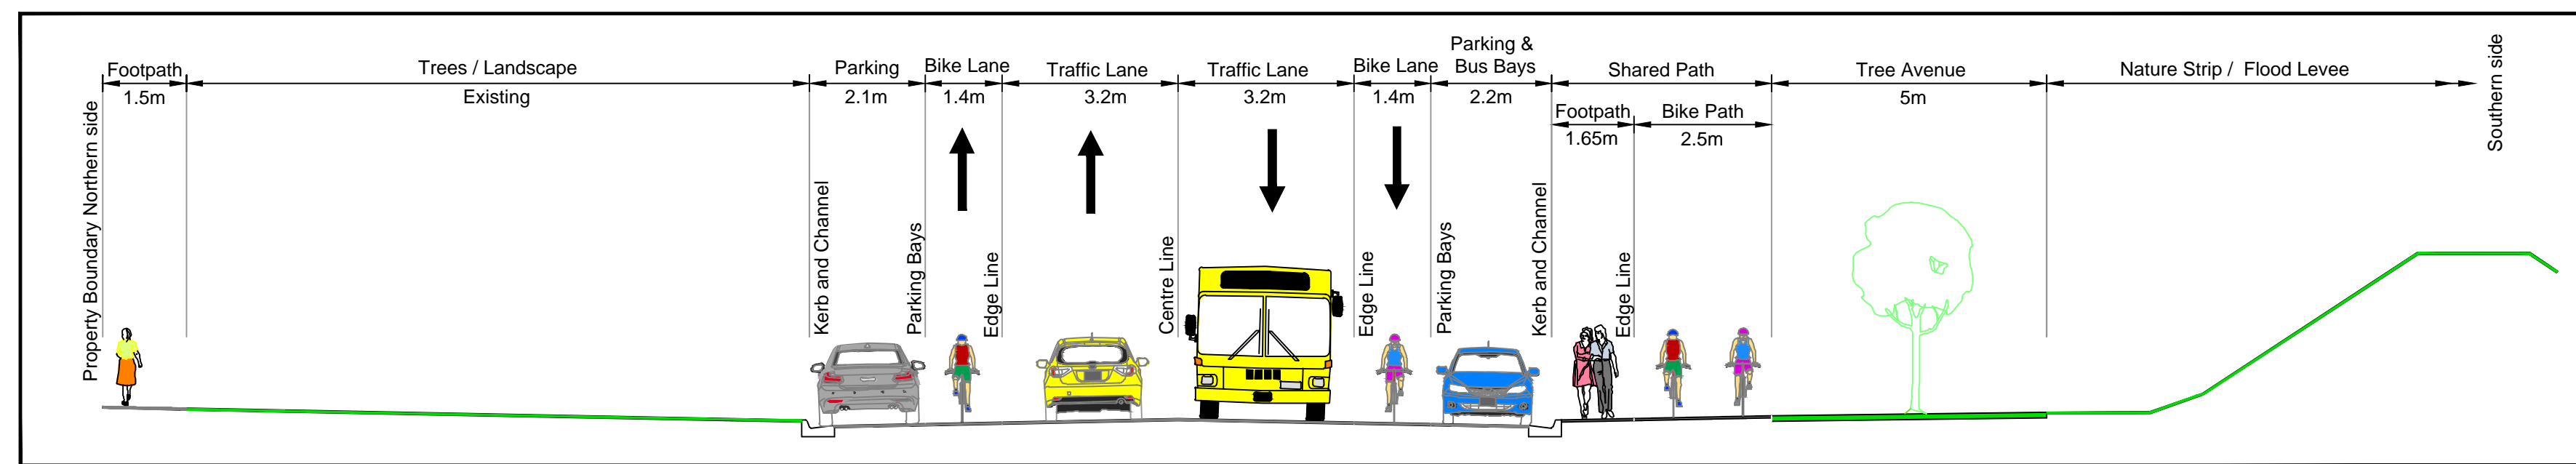 Footpath
1.5m
Trees / Landscape
Existing
Parking
2.1m
Bike Lane
1.4m
Traffic Lane
3.2m
Traffic Lane
3.2m
Bike Lane
1.4m
Parking &
Bus Bays
2.2m
Shared Path
Footpath
1.65m
Bike Path
2.5m
Tree Avenue
5m
Nature Strip / Flood Levee
Property Boundary Northern side
Kerb and Channel
Parking Bays
Edge Line
Centre Line
Edge Line
Parking Bays
Kerb and Channel
Edge Line
Southern side